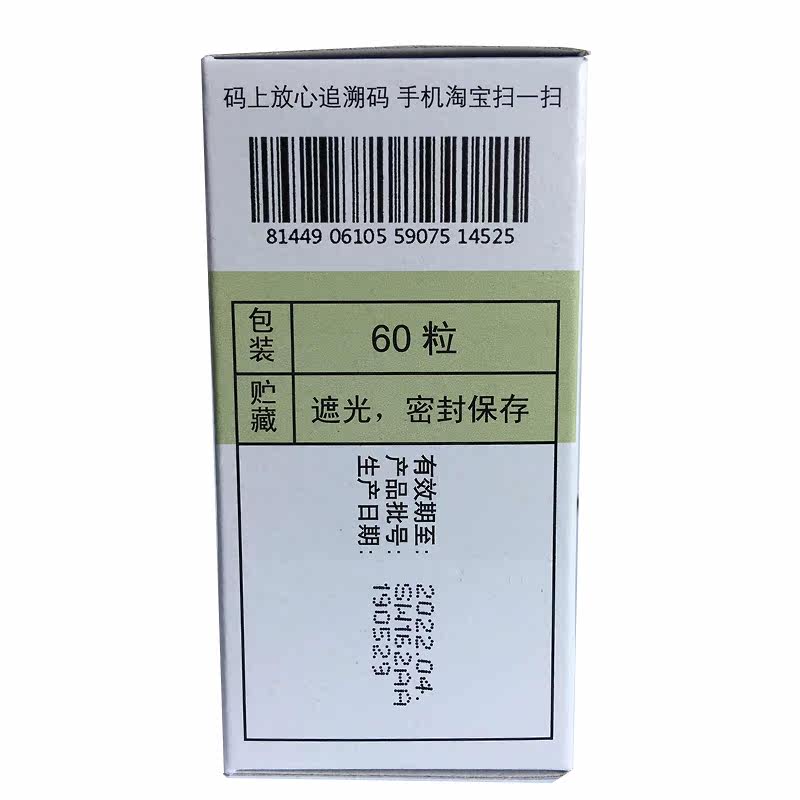 码上放心追溯码 手机淘宝扫一扫
81449 06105 59075 14525
包装 60 粒
贮藏 遮光，密封保存
有效期至：2022.04.
产品批号：SW162AA
生产日期：190529